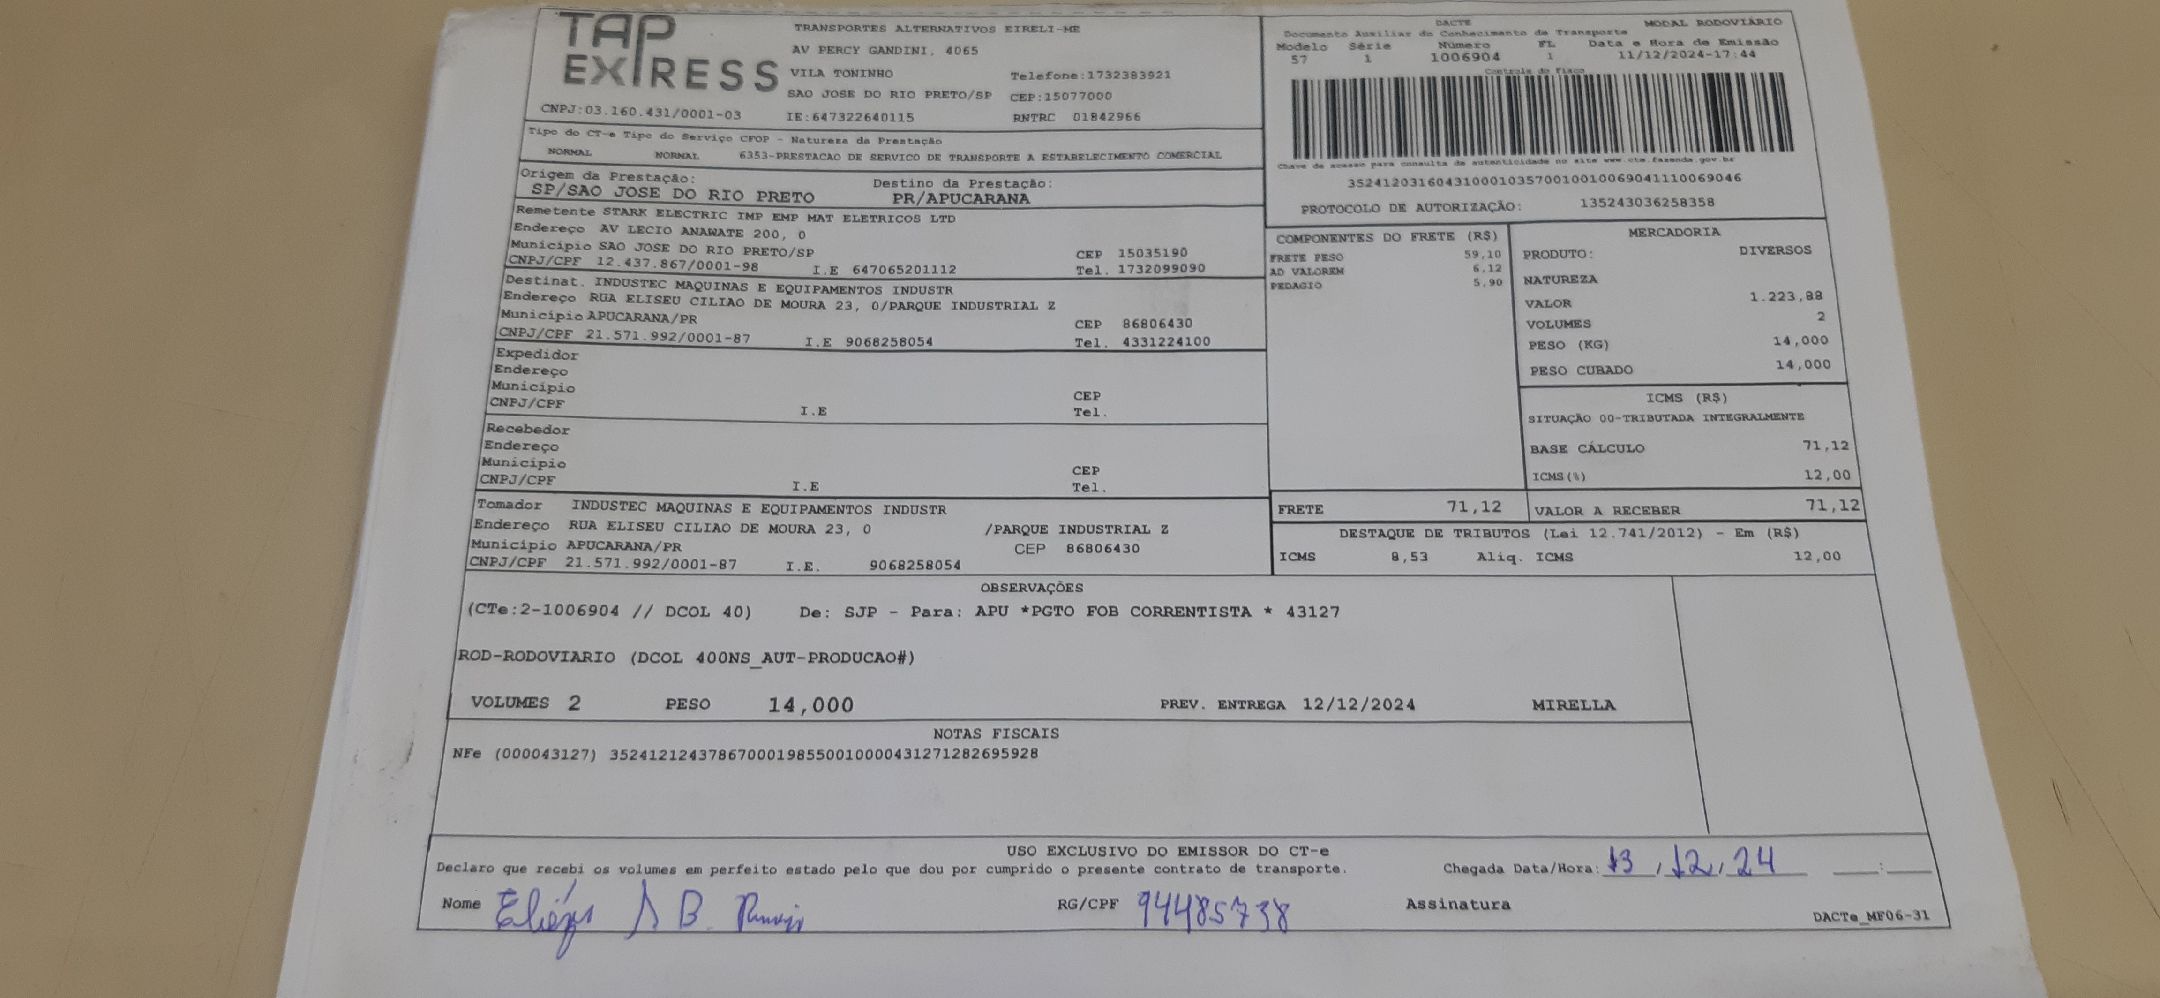 TAP EXPRESS
TRANSPORTES ALTERNATIVOS EIRELI-ME
AV PERCY GANDINI, 4065
VILA TONINHO Telefone:1732383921
SAO JOSE DO RIO PRETO/SP CEP:15077000
CNPJ:03.160.431/0001-03 IE:647322640115 RNTRC 01842966
DACTE MODAL RODOVIÁRIO
Documento Auxiliar do Conhecimento de Transporte
Modelo Série Número FL Data e Hora de Emissão
57 1 1006904 1 11/12/2024-17:44
Controle do Fisco
Chave de acesso para consulta de autenticidade no site www.cte.fazenda.gov.br
35241203160431000103570010010069041110069046
PROTOCOLO DE AUTORIZAÇÃO: 135243036258358
Tipo do CT-e Tipo do Serviço CFOP - Natureza da Prestação
NORMAL NORMAL 6353-PRESTACAO DE SERVICO DE TRANSPORTE A ESTABELECIMENTO COMERCIAL
Origem da Prestação: Destino da Prestação:
SP/SAO JOSE DO RIO PRETO PR/APUCARANA
Remetente STARK ELECTRIC IMP EMP MAT ELETRICOS LTD
Endereço AV LECIO ANAWATE 200, 0
Município SAO JOSE DO RIO PRETO/SP CEP 15035190
CNPJ/CPF 12.437.867/0001-98 I.E 647065201112 Tel. 1732099090
Destinat. INDUSTEC MAQUINAS E EQUIPAMENTOS INDUSTR
Endereço RUA ELISEU CILIAO DE MOURA 23, 0/PARQUE INDUSTRIAL Z
Município APUCARANA/PR CEP 86806430
CNPJ/CPF 21.571.992/0001-87 I.E 9068258054 Tel. 4331224100
Expedidor
Endereço
Município CEP
CNPJ/CPF I.E Tel.
Recebedor
Endereço
Município CEP
CNPJ/CPF I.E Tel.
Tomador INDUSTEC MAQUINAS E EQUIPAMENTOS INDUSTR
Endereço RUA ELISEU CILIAO DE MOURA 23, 0 /PARQUE INDUSTRIAL Z
Município APUCARANA/PR CEP 86806430
CNPJ/CPF 21.571.992/0001-87 I.E. 9068258054
COMPONENTES DO FRETE (R$)
FRETE PESO 59,10
AD VALOREM 6,12
PEDAGIO 5,90
MERCADORIA
PRODUTO: DIVERSOS
NATUREZA
VALOR 1.223,88
VOLUMES 2
PESO (KG) 14,000
PESO CUBADO 14,000
ICMS (R$)
SITUAÇÃO 00-TRIBUTADA INTEGRALMENTE
BASE CÁLCULO 71,12
ICMS(%) 12,00
FRETE 71,12 VALOR A RECEBER 71,12
DESTAQUE DE TRIBUTOS (Lei 12.741/2012) - Em (R$)
ICMS 8,53 Aliq. ICMS 12,00
OBSERVAÇÕES
(CTe:2-1006904 // DCOL 40) De: SJP - Para: APU *PGTO FOB CORRENTISTA * 43127
ROD-RODOVIARIO (DCOL 400NS_AUT-PRODUCAO#)
VOLUMES 2 PESO 14,000 PREV. ENTREGA 12/12/2024 MIRELLA
NOTAS FISCAIS
NFe (000043127) 35241212437867000198550010000431271282695928
USO EXCLUSIVO DO EMISSOR DO CT-e
Declaro que recebi os volumes em perfeito estado pelo que dou por cumprido o presente contrato de transporte. Chegada Data/Hora: 13,12,24 :
Nome Eliézer A B. RG/CPF 94485738 Assinatura
DACTe_MF06-31